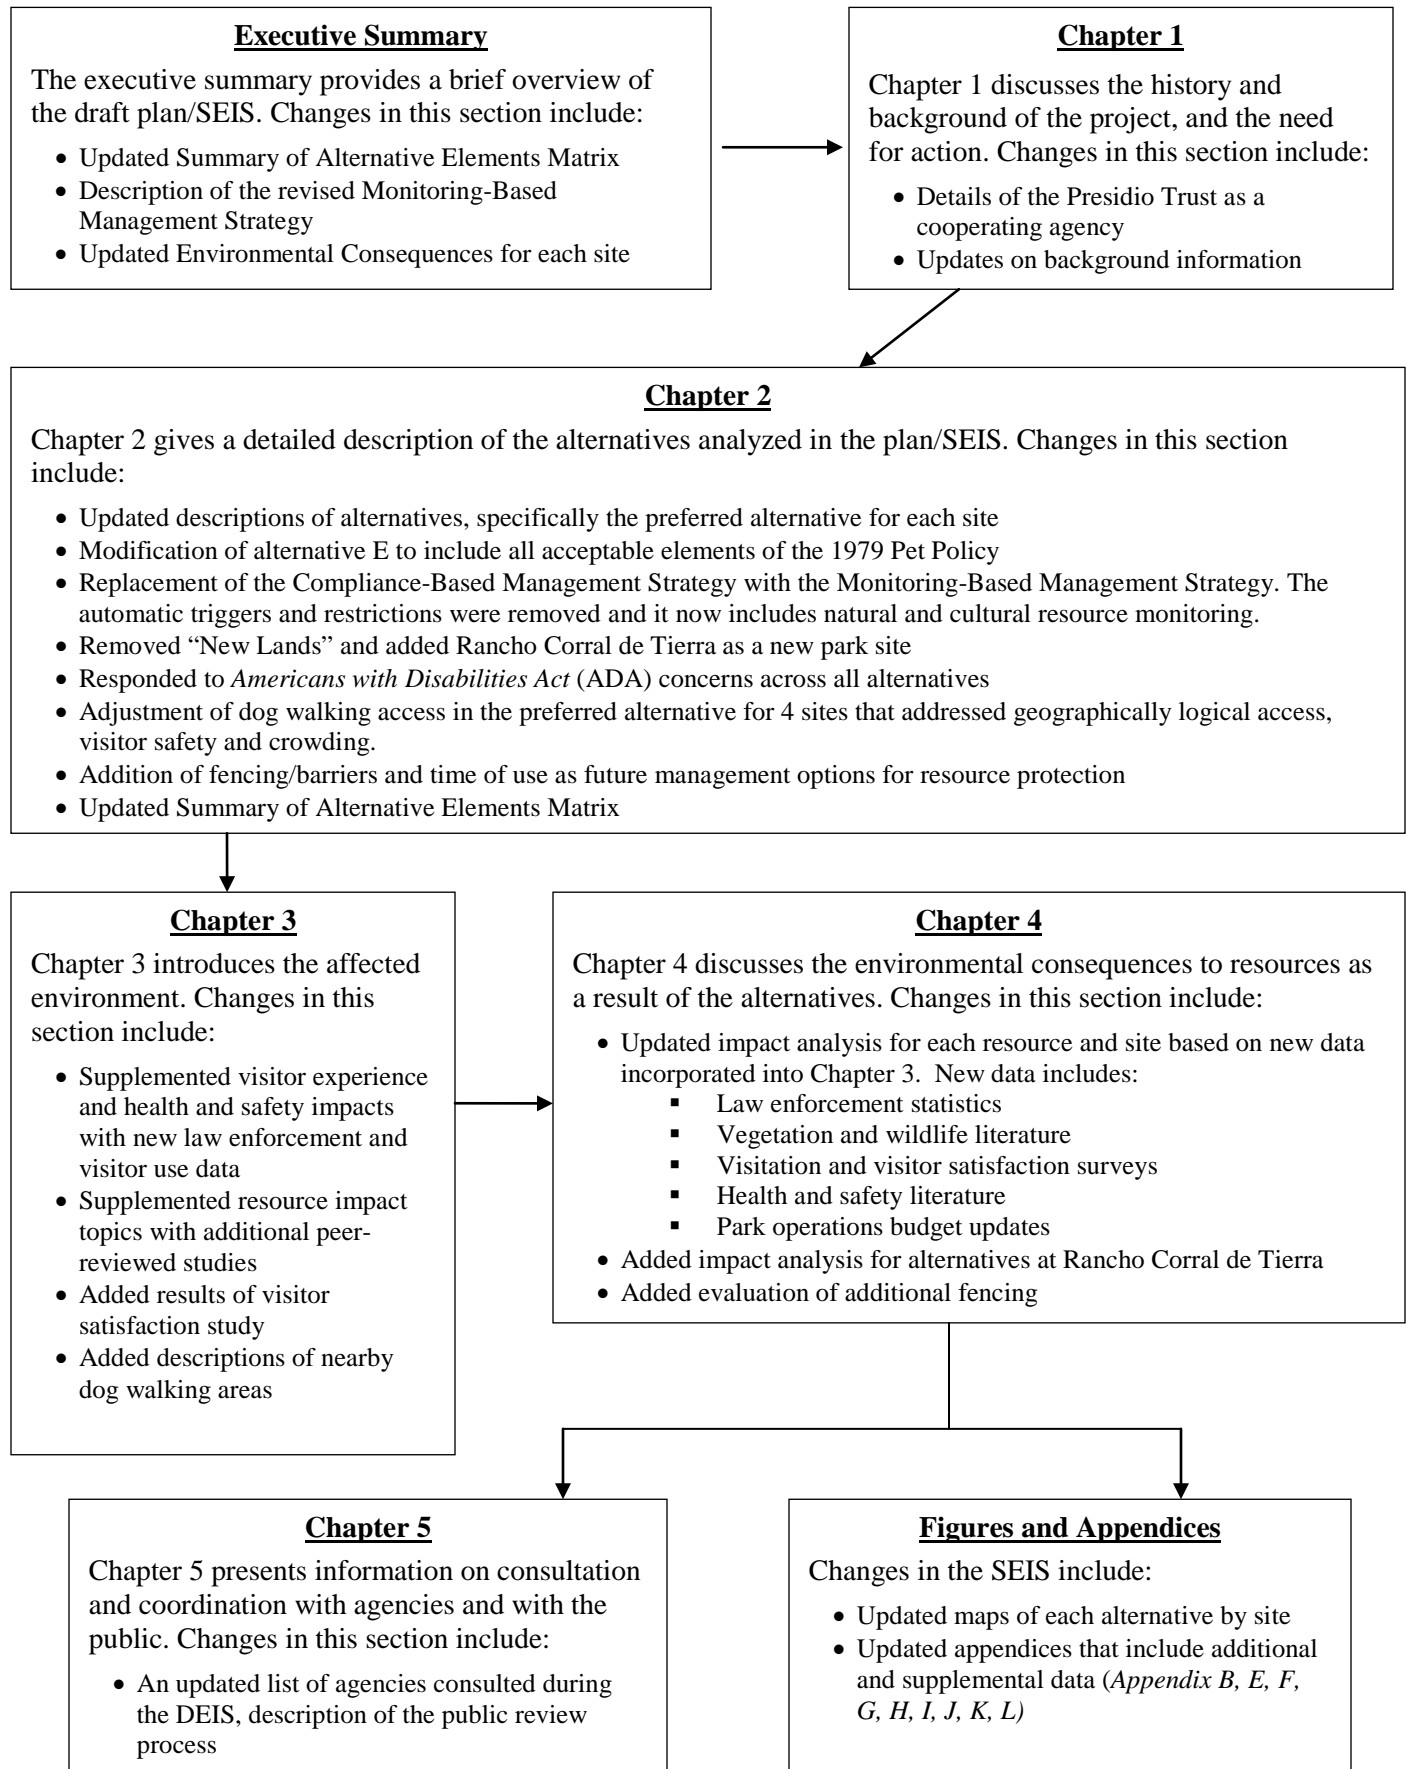 Executive Summary
The executive summary provides a brief overview of
the draft plan/SEIS. Changes in this section include:
• Updated Summary of Alternative Elements Matrix
• Description of the revised Monitoring-Based
Management Strategy
• Updated Environmental Consequences for each site
Chapter 1
Chapter 1 discusses the history and
background of the project, and the need
for action. Changes in this section include:
• Details of the Presidio Trust as a
cooperating agency
• Updates on background information
Chapter 2
Chapter 2 gives a detailed description of the alternatives analyzed in the plan/SEIS. Changes in this section
include:
• Updated descriptions of alternatives, specifically the preferred alternative for each site
• Modification of alternative E to include all acceptable elements of the 1979 Pet Policy
• Replacement of the Compliance-Based Management Strategy with the Monitoring-Based Management Strategy. The
automatic triggers and restrictions were removed and it now includes natural and cultural resource monitoring.
• Removed “New Lands” and added Rancho Corral de Tierra as a new park site
• Responded to Americans with Disabilities Act (ADA) concerns across all alternatives
• Adjustment of dog walking access in the preferred alternative for 4 sites that addressed geographically logical access,
visitor safety and crowding.
• Addition of fencing/barriers and time of use as future management options for resource protection
• Updated Summary of Alternative Elements Matrix
Chapter 3
Chapter 3 introduces the affected
environment. Changes in this
section include:
• Supplemented visitor experience
and health and safety impacts
with new law enforcement and
visitor use data
• Supplemented resource impact
topics with additional peer-
reviewed studies
• Added results of visitor
satisfaction study
• Added descriptions of nearby
dog walking areas
Chapter 4
Chapter 4 discusses the environmental consequences to resources as
a result of the alternatives. Changes in this section include:
• Updated impact analysis for each resource and site based on new data
incorporated into Chapter 3.  New data includes:
▪ Law enforcement statistics
▪ Vegetation and wildlife literature
▪ Visitation and visitor satisfaction surveys
▪ Health and safety literature
▪ Park operations budget updates
• Added impact analysis for alternatives at Rancho Corral de Tierra
• Added evaluation of additional fencing
Chapter 5
Chapter 5 presents information on consultation
and coordination with agencies and with the
public. Changes in this section include:
• An updated list of agencies consulted during
the DEIS, description of the public review
process
Figures and Appendices
Changes in the SEIS include:
• Updated maps of each alternative by site
• Updated appendices that include additional
and supplemental data (Appendix B, E, F,
G, H, I, J, K, L)